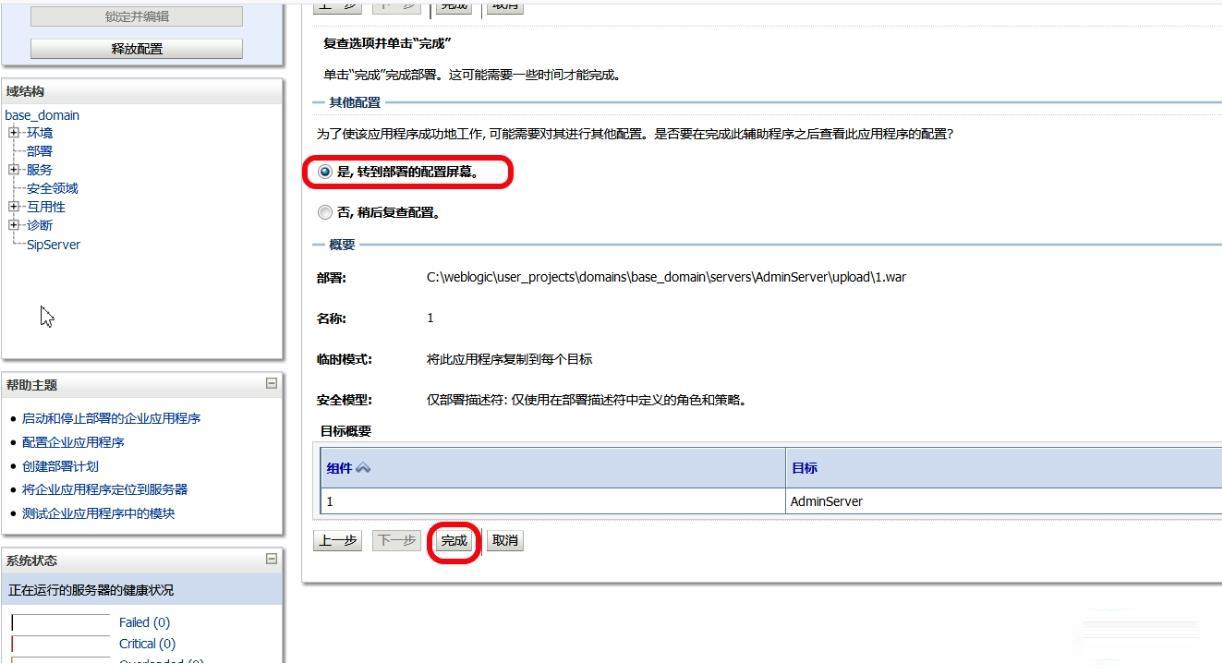 锁定并编辑
释放配置
域结构
base_domain
环境
部署
服务
安全领域
互用性
诊断
SipServer
帮助主题
启动和停止部署的企业应用程序
配置企业应用程序
创建部署计划
将企业应用程序定位到服务器
测试企业应用程序中的模块
系统状态
正在运行的服务器的健康状况
Failed (0)
Critical (0)
Overloaded (0)
上一步 下一步 完成 取消
复查选项并单击“完成”
单击“完成”完成部署。这可能需要一些时间才能完成。
其他配置
为了使该应用程序成功地工作, 可能需要对其进行其他配置。是否要在完成此辅助程序之后查看此应用程序的配置?
是, 转到部署的配置屏幕。
否, 稍后复查配置。
概要
部署: C:\weblogic\user_projects\domains\base_domain\servers\AdminServer\upload\1.war
名称: 1
临时模式: 将此应用程序复制到每个目标
安全模型: 仅部署描述符: 仅使用在部署描述符中定义的角色和策略。
目标概要
组件 目标
1 AdminServer
上一步 下一步 完成 取消